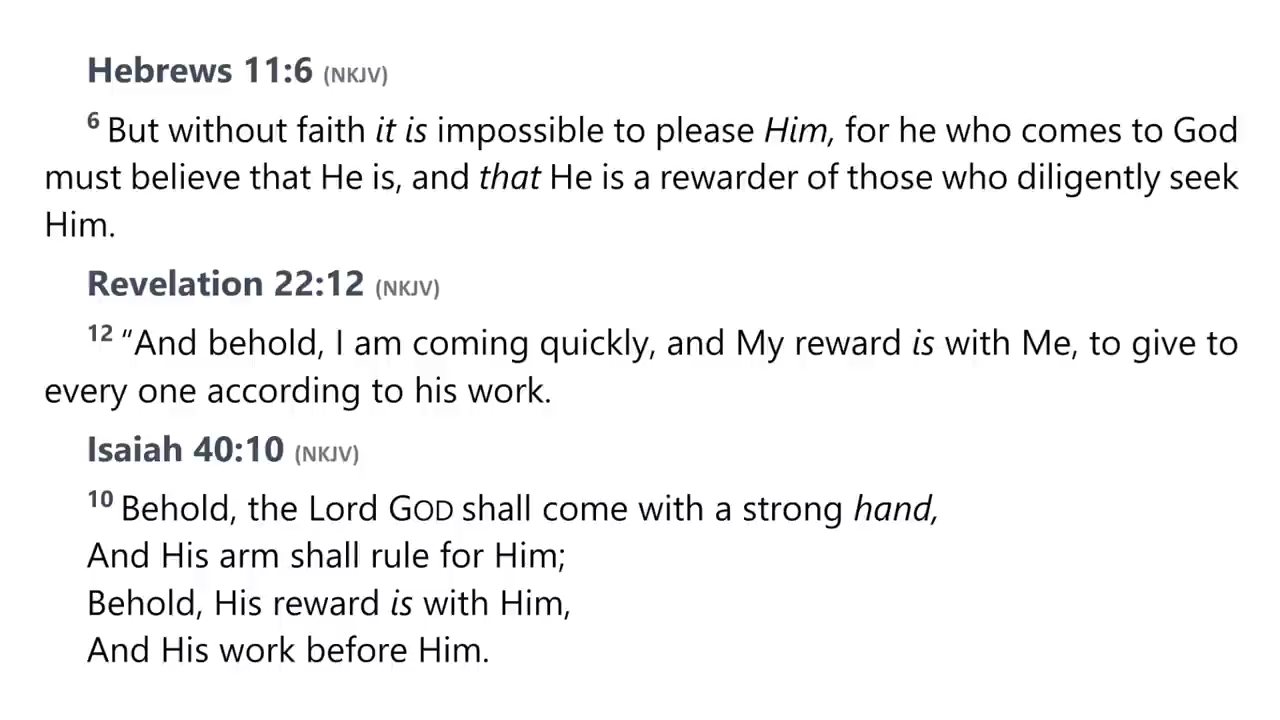 Hebrews 11:6 (NKJV)
6 But without faith it is impossible to please Him, for he who comes to God
must believe that He is, and that He is a rewarder of those who diligently seek
Him.
Revelation 22:12 (NKJV)
12 “And behold, I am coming quickly, and My reward is with Me, to give to
every one according to his work.
Isaiah 40:10 (NKJV)
10 Behold, the Lord GOD shall come with a strong hand,
And His arm shall rule for Him;
Behold, His reward is with Him,
And His work before Him.